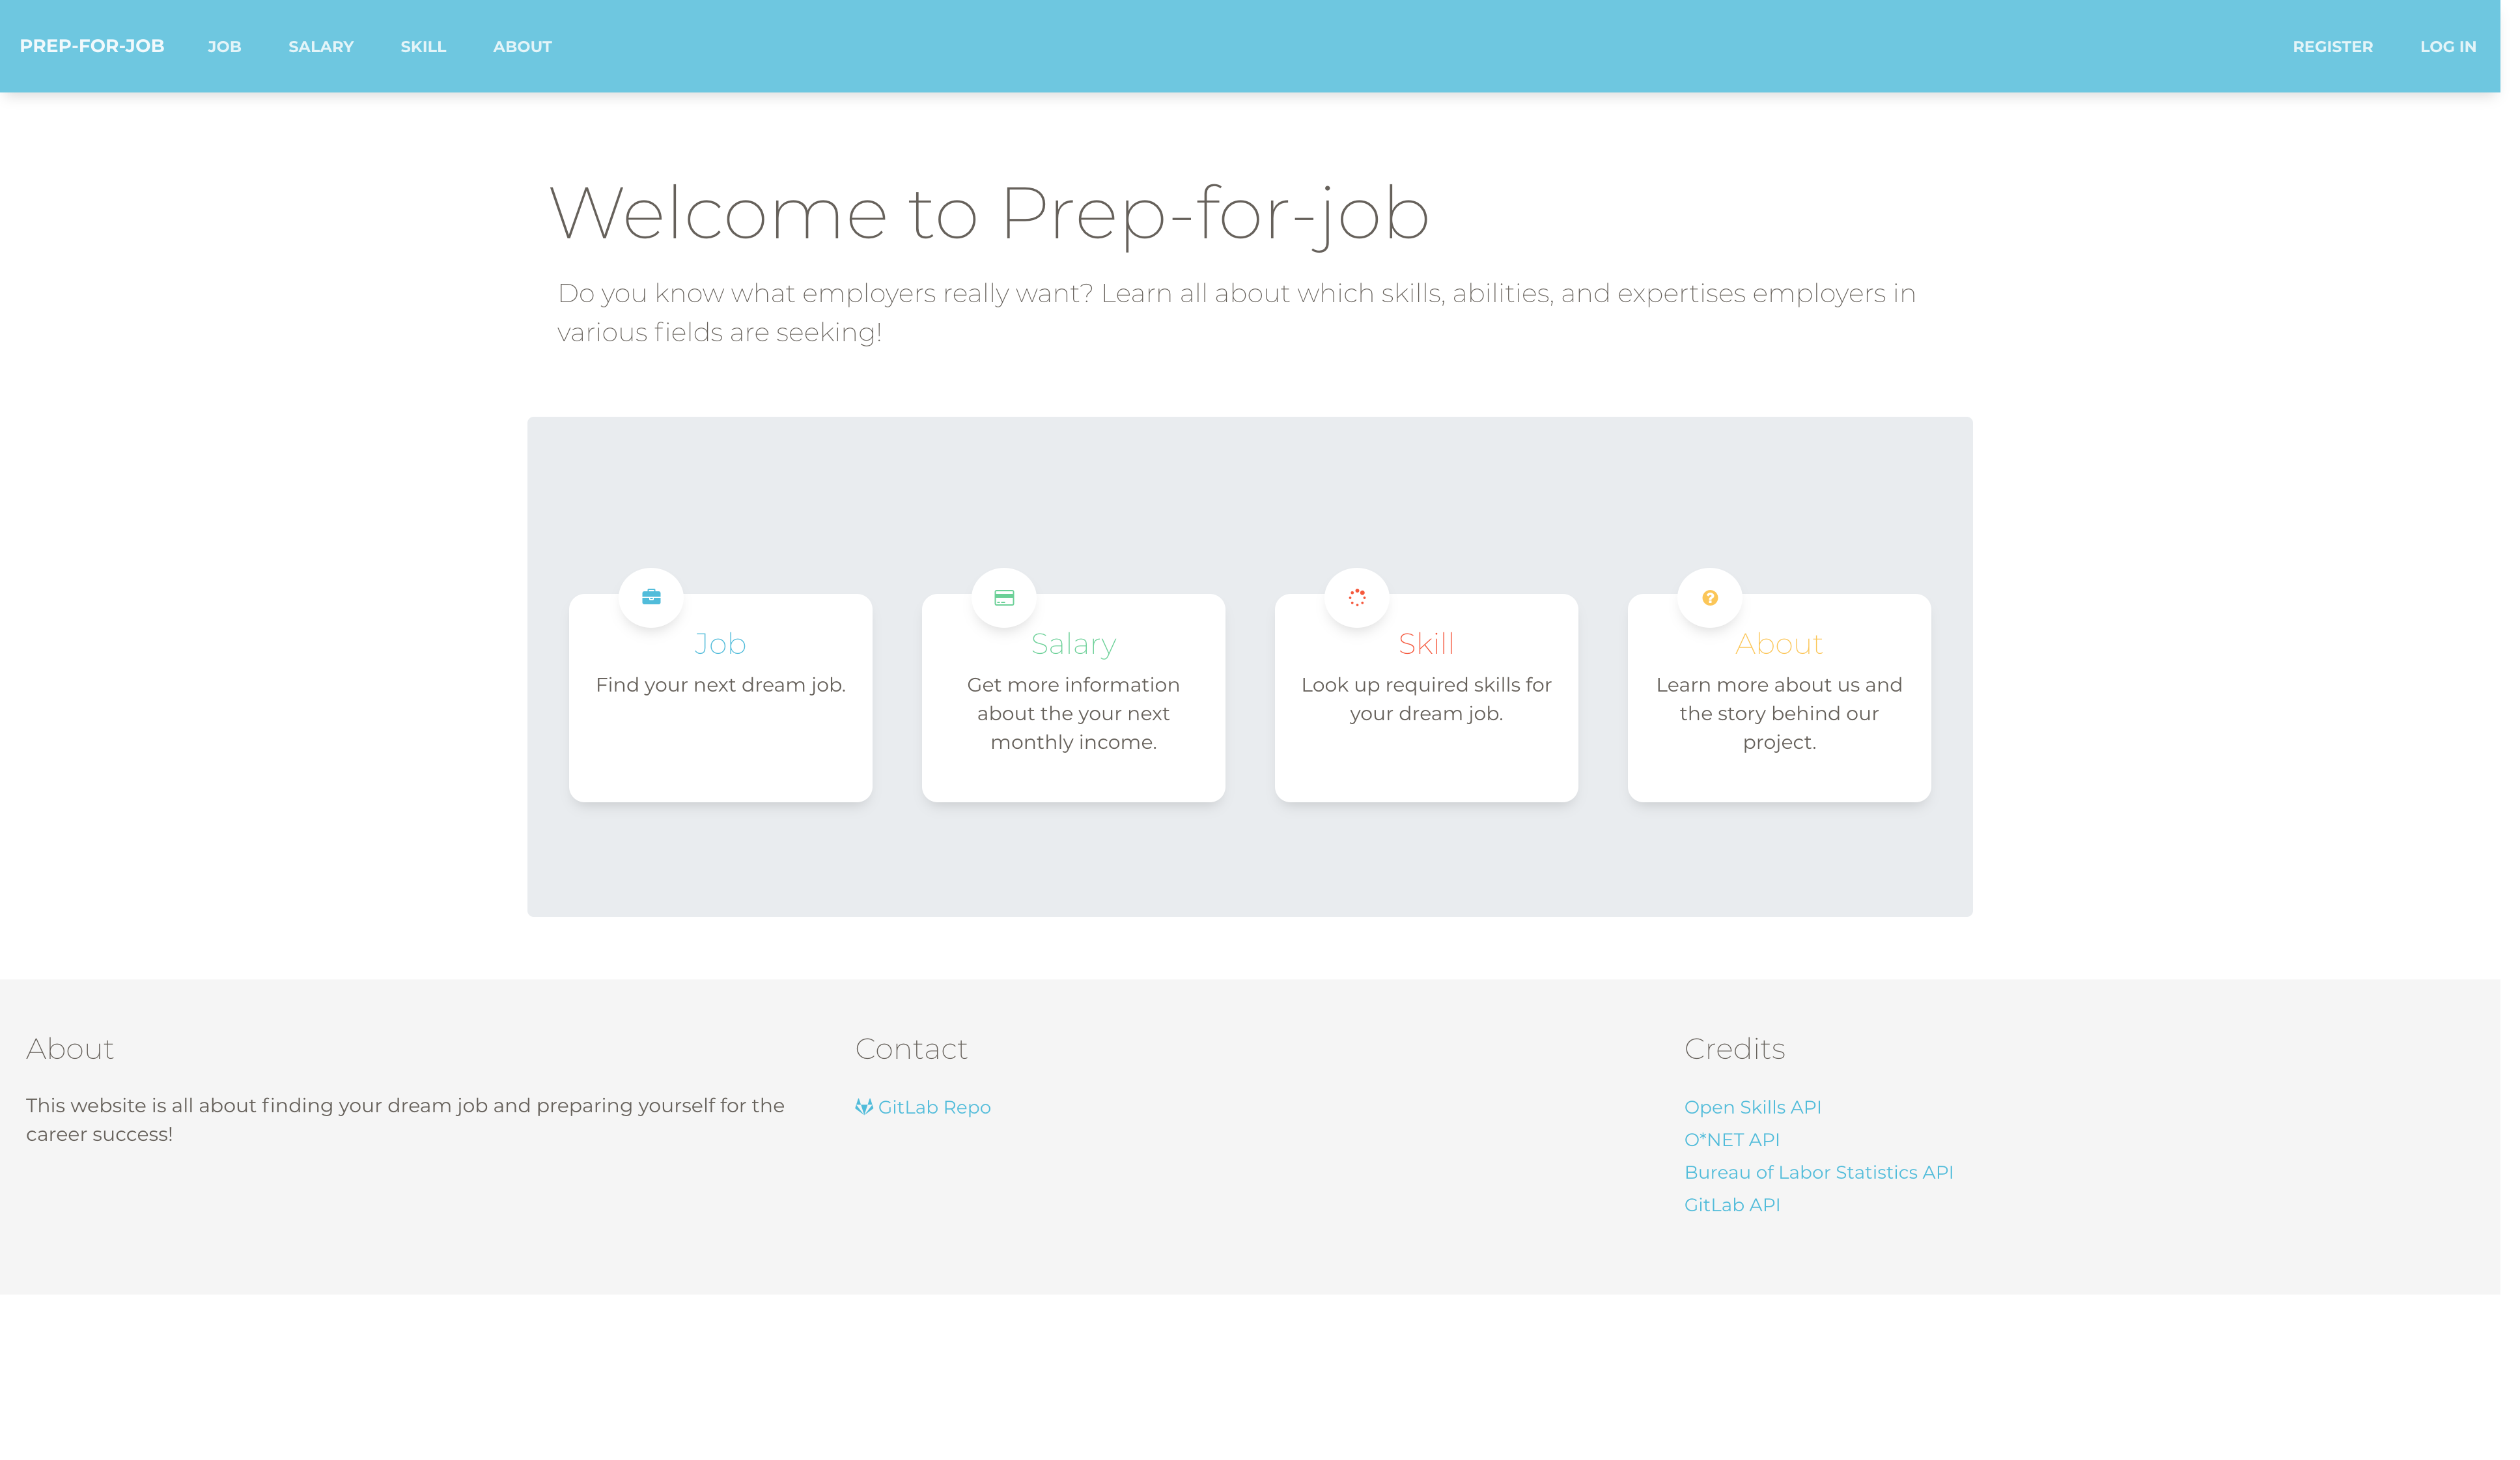 PREP-FOR-JOB JOB SALARY SKILL ABOUT REGISTER LOG IN
Welcome to Prep-for-job
Do you know what employers really want? Learn all about which skills, abilities, and expertises employers in
various fields are seeking!
Job
Find your next dream job.
Salary
Get more information
about the your next
monthly income.
Skill
Look up required skills for
your dream job.
About
Learn more about us and
the story behind our
project.
About
This website is all about finding your dream job and preparing yourself for the
career success!
Contact
GitLab Repo
Credits
Open Skills API
O*NET API
Bureau of Labor Statistics API
GitLab API